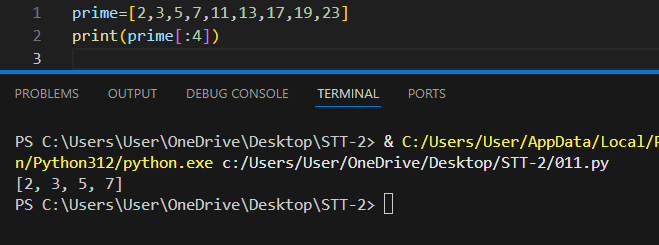 1 prime=[2,3,5,7,11,13,17,19,23]
2 print(prime[:4])
3
PROBLEMS OUTPUT DEBUG CONSOLE TERMINAL PORTS
PS C:\Users\User\OneDrive\Desktop\STT-2> & C:/Users/User/AppData/Local/
n/Python312/python.exe c:/Users/User/OneDrive/Desktop/STT-2/011.py
[2, 3, 5, 7]
PS C:\Users\User\OneDrive\Desktop\STT-2>